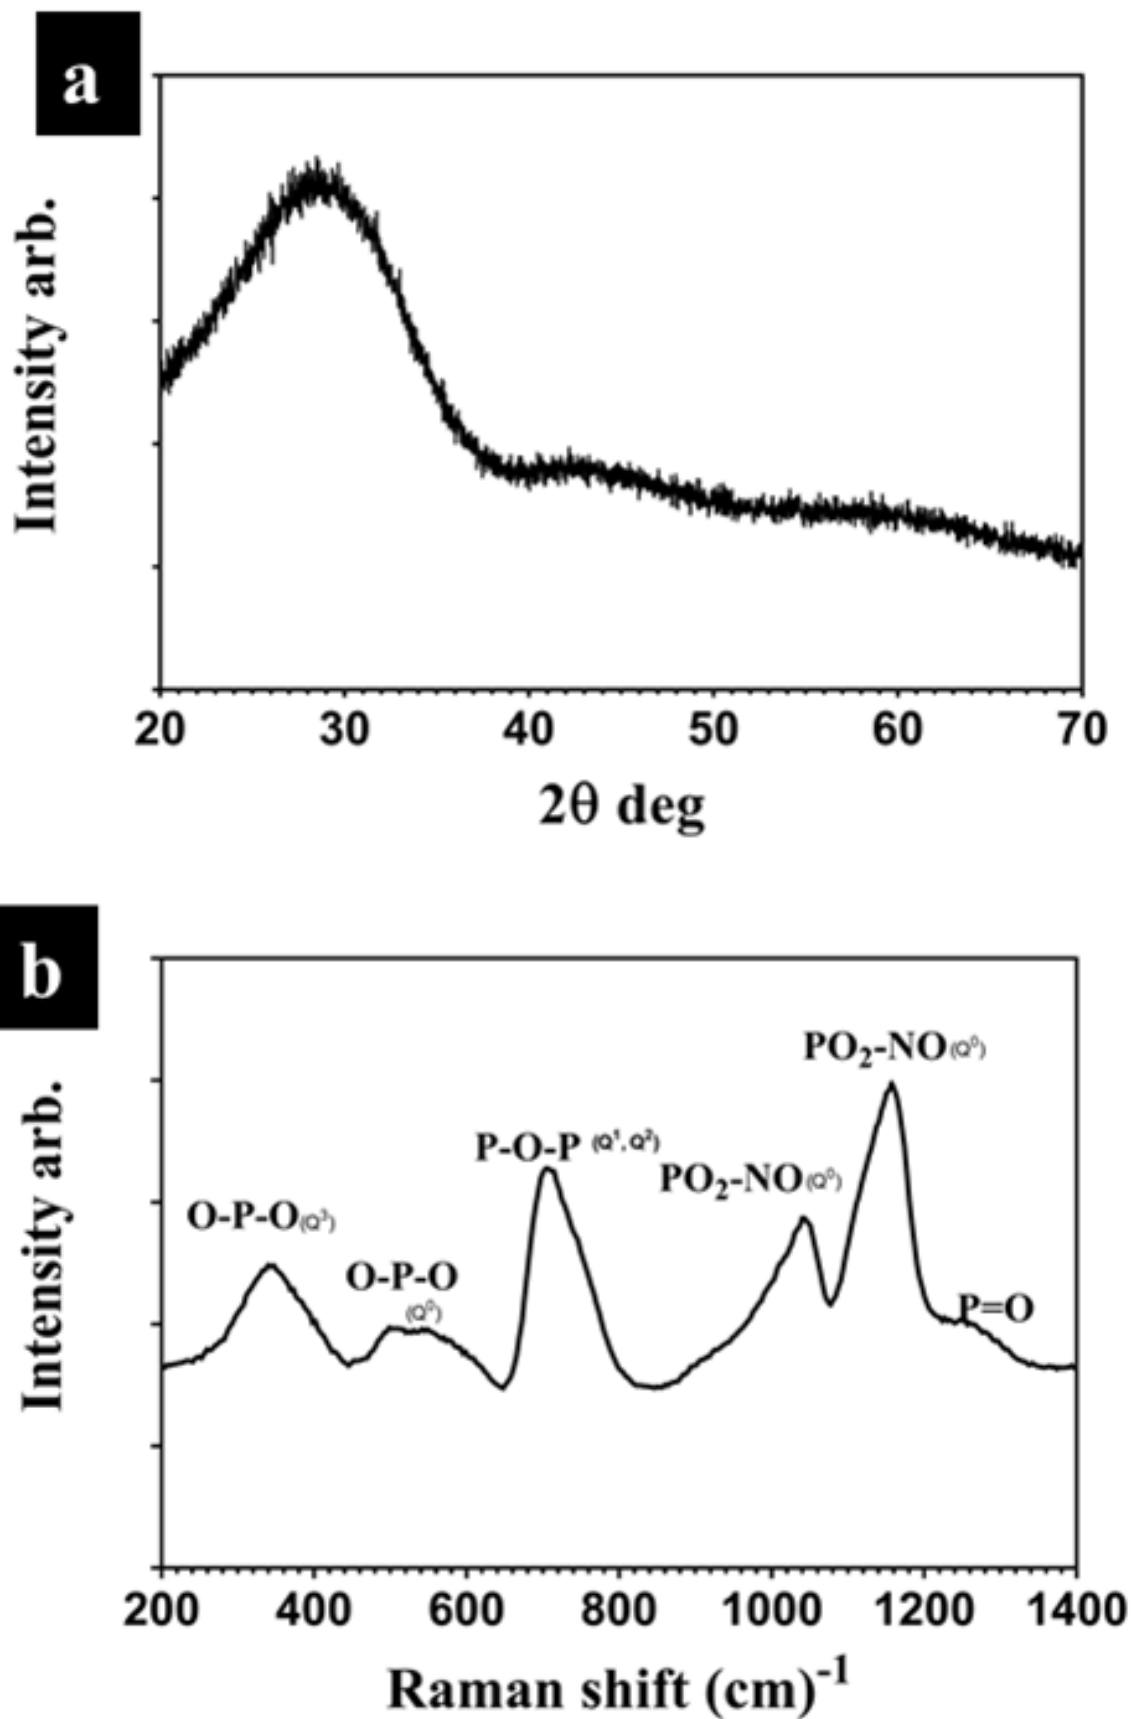 a
Intensity arb.
20 30 40 50 60 70
2θ deg
b
Intensity arb.
PO₂-NO(Q⁰)
P-O-P (Q¹,Q²)
PO₂-NO(Q⁰)
O-P-O(Q³)
O-P-O
(Q⁰)
P=O
200 400 600 800 1000 1200 1400
Raman shift (cm)⁻¹